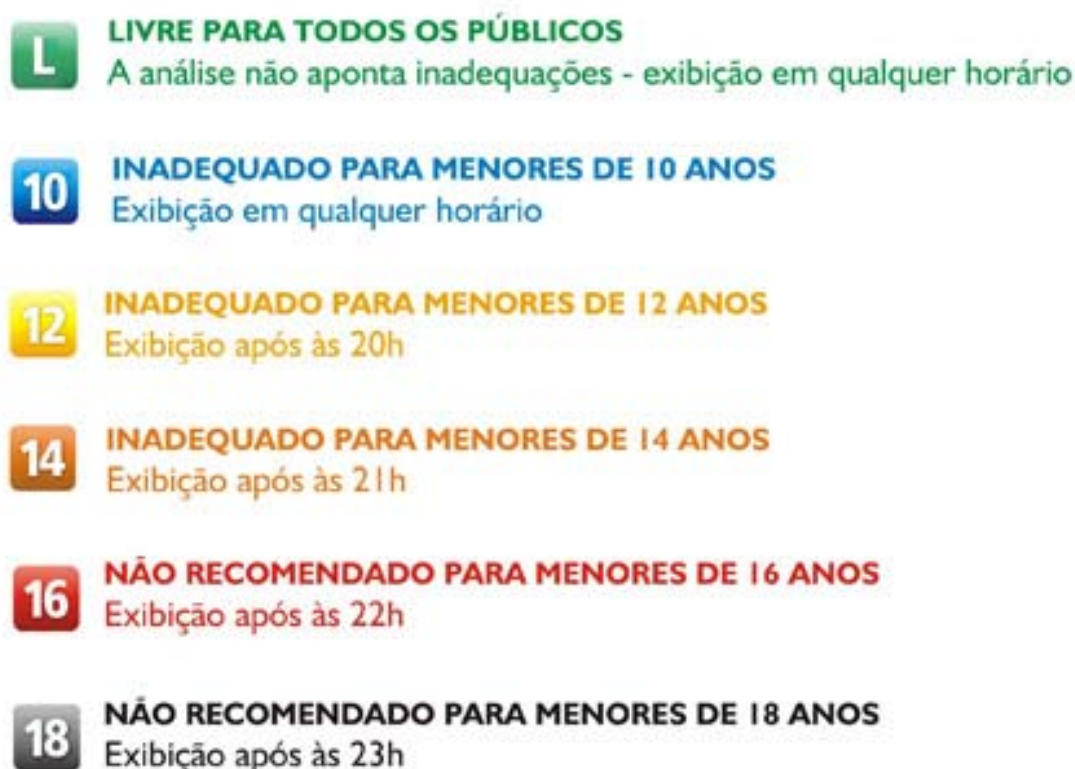 L
LIVRE PARA TODOS OS PÚBLICOS
A análise não aponta inadequações - exibição em qualquer horário
10
INADEQUADO PARA MENORES DE 10 ANOS
Exibição em qualquer horário
12
INADEQUADO PARA MENORES DE 12 ANOS
Exibição após às 20h
14
INADEQUADO PARA MENORES DE 14 ANOS
Exibição após às 21h
16
NÃO RECOMENDADO PARA MENORES DE 16 ANOS
Exibição após às 22h
18
NÃO RECOMENDADO PARA MENORES DE 18 ANOS
Exibição após às 23h